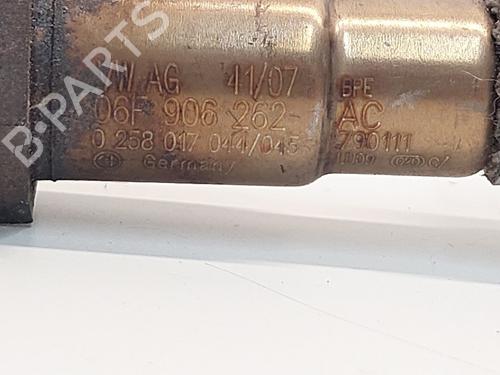 VW AG 41/07 BPE
06F 906 262 AC
0 258 017 044/045 790111
Germany
B-PARTS